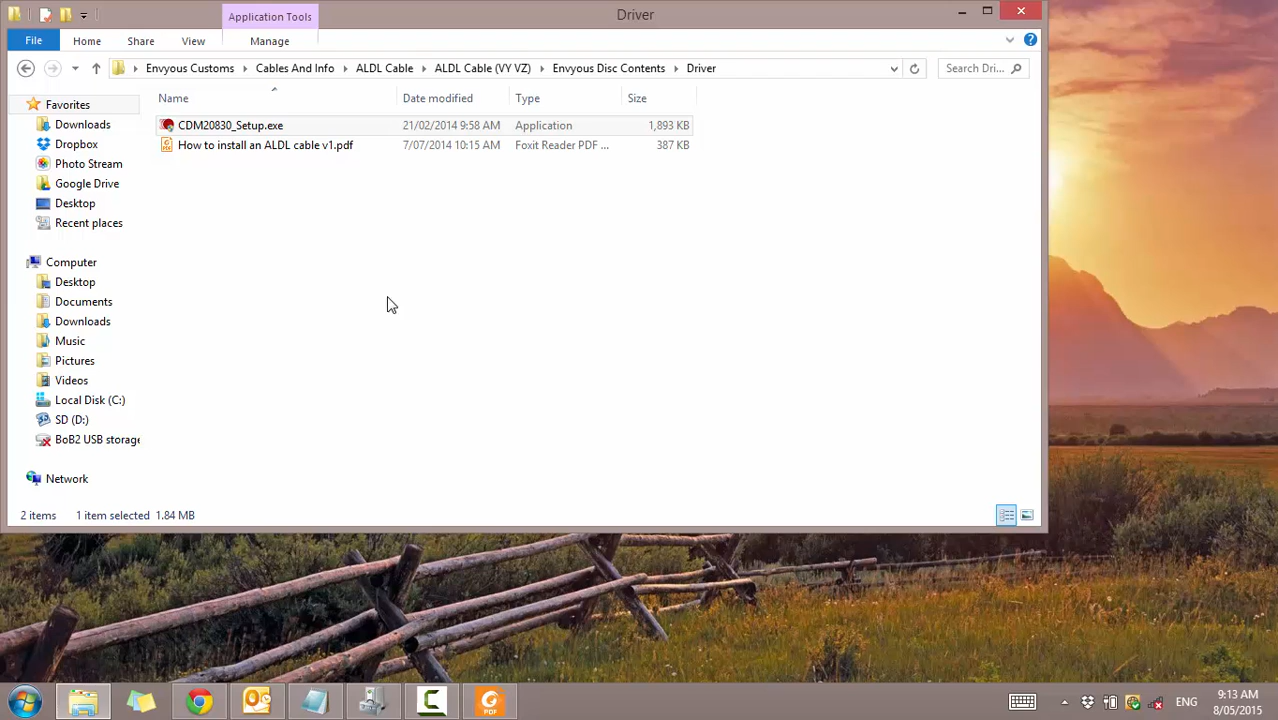 Application Tools
Driver
File
Home
Share
View
Manage
Envyous Customs
Cables And Info
ALDL Cable
ALDL Cable (VY VZ)
Envyous Disc Contents
Driver
Search Dri...
Name
Date modified
Type
Size
CDM20830_Setup.exe
21/02/2014 9:58 AM
Application
1,893 KB
How to install an ALDL cable v1.pdf
7/07/2014 10:15 AM
Foxit Reader PDF ...
387 KB
Favorites
Downloads
Dropbox
Photo Stream
Google Drive
Desktop
Recent places
Computer
Desktop
Documents
Downloads
Music
Pictures
Videos
Local Disk (C:)
SD (D:)
BoB2 USB storage
Network
2 items
1 item selected 1.84 MB
PDF
ENG
9:13 AM
8/05/2015